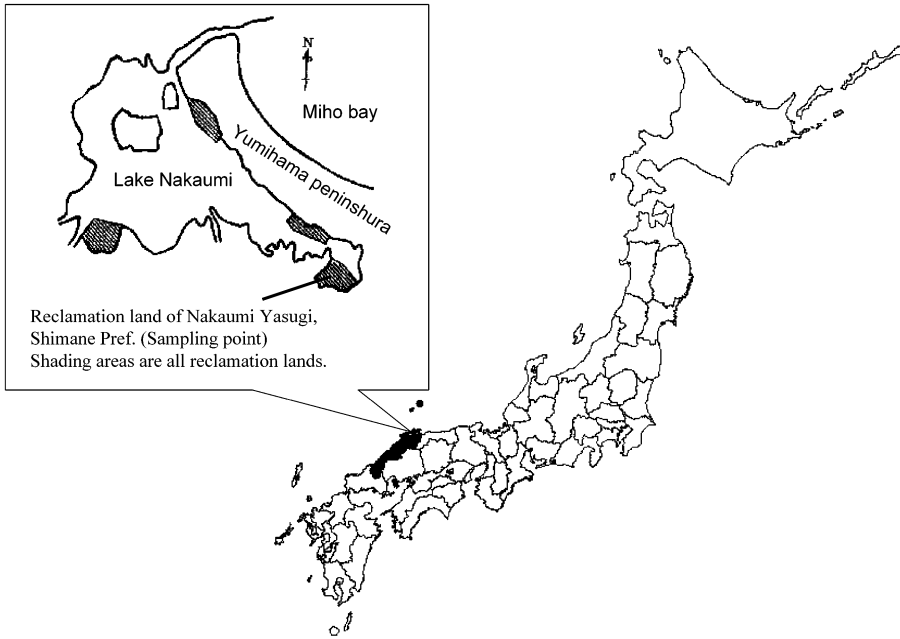 N
Miho bay
Yumihama peninshura
Lake Nakaumi
Reclamation land of Nakaumi Yasugi,
Shimane Pref. (Sampling point)
Shading areas are all reclamation lands.